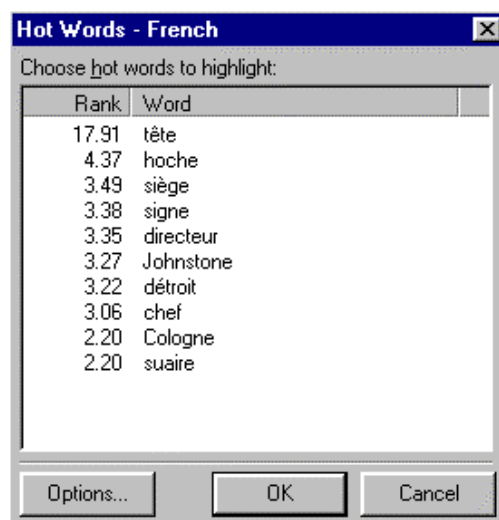 Hot Words - French
Choose hot words to highlight:
Rank Word
17.91 tête
4.37 hoche
3.49 siège
3.38 signe
3.35 directeur
3.27 Johnstone
3.22 détroit
3.06 chef
2.20 Cologne
2.20 suaire
Options... OK Cancel